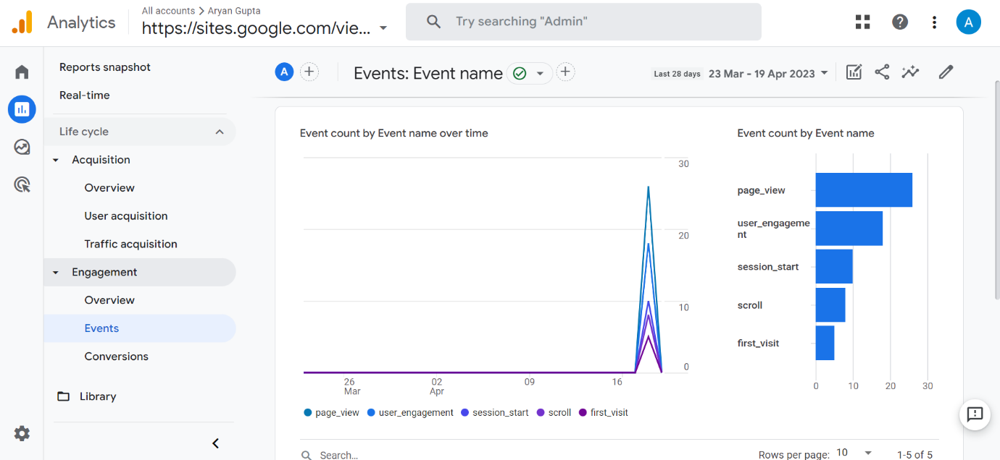 Analytics
All accounts > Aryan Gupta
https://sites.google.com/vie...
Try searching "Admin"
A
Reports snapshot
Real-time
Life cycle
Acquisition
Overview
User acquisition
Traffic acquisition
Engagement
Overview
Events
Conversions
Library
A
Events: Event name
Last 28 days 23 Mar - 19 Apr 2023
Event count by Event name over time
30
20
10
0
26
Mar
02
Apr
09
16
page_view user_engagement session_start scroll first_visit
Event count by Event name
page_view
user_engageme
nt
session_start
scroll
first_visit
0 10 20 30
Search...
Rows per page: 10 1-5 of 5